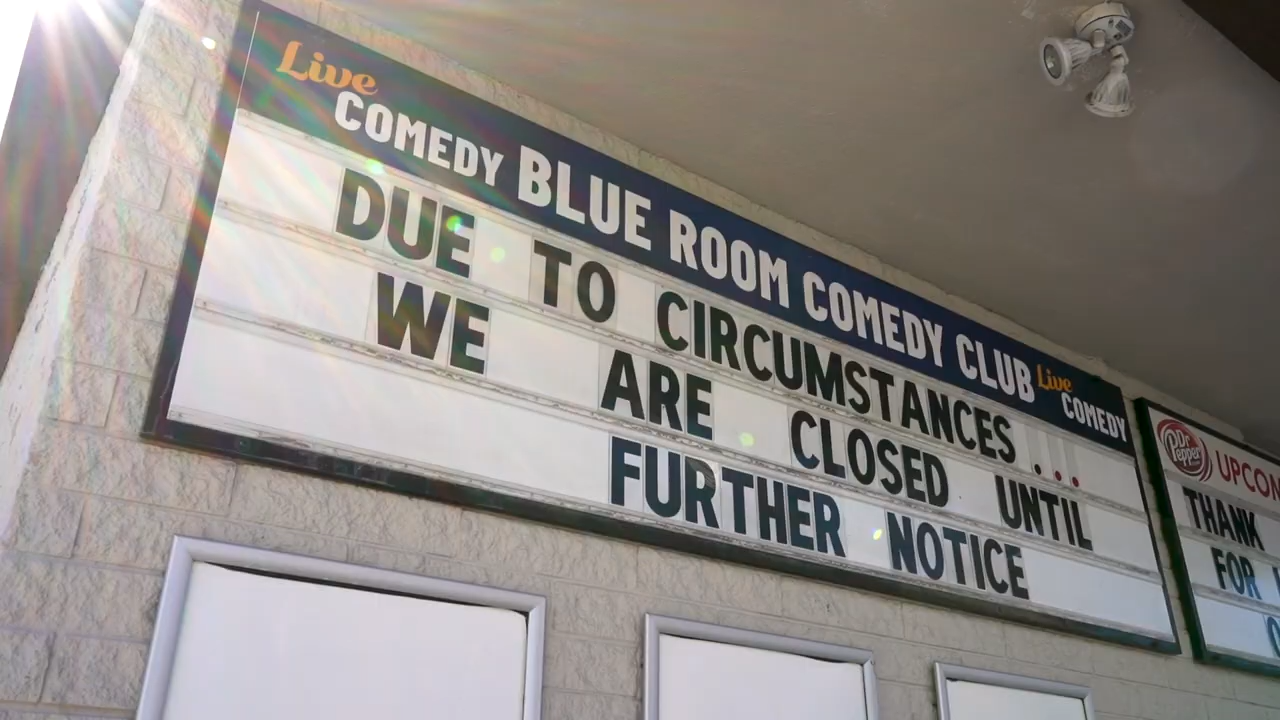 Live COMEDY BLUE ROOM COMEDY CLUB Live COMEDY
DUE TO CIRCUMSTANCES...
WE ARE CLOSED UNTIL
FURTHER NOTICE
Dr Pepper
THANK
FOR